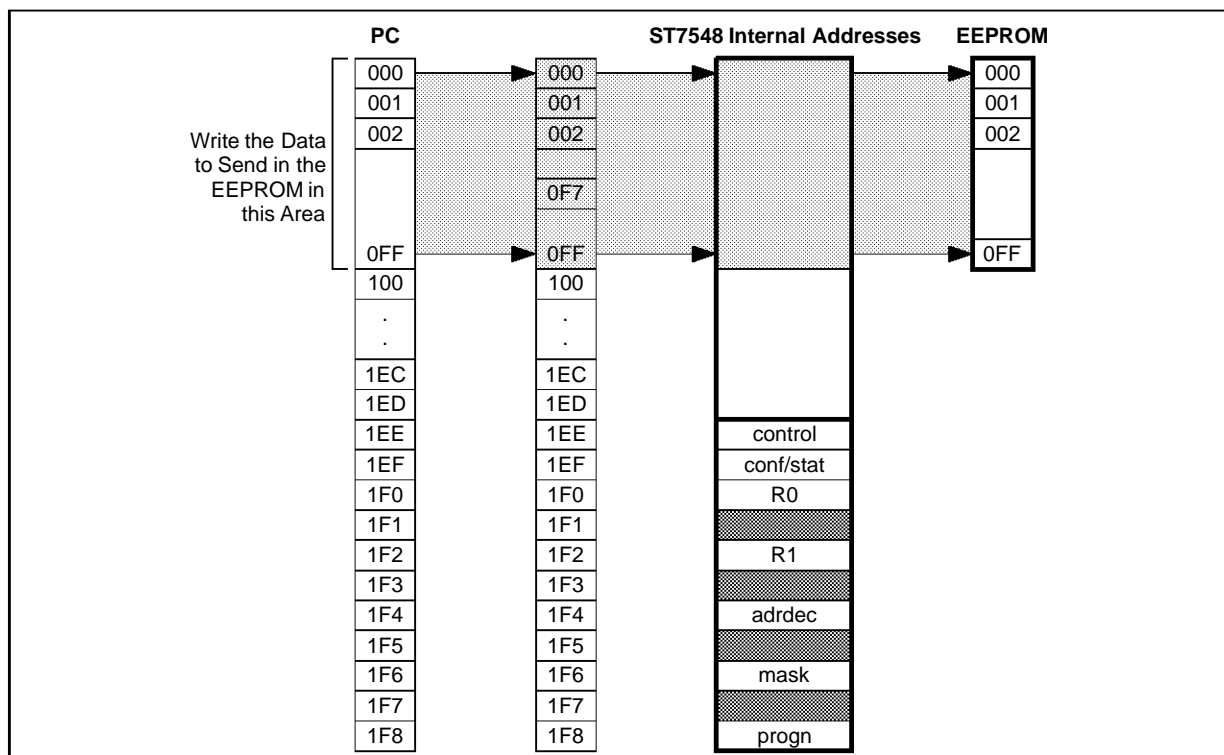 PC ST7548 Internal Addresses EEPROM
000 000 000
001 001 001
002 002 002
Write the Data
to Send in the
EEPROM in
this Area
0F7
0FF 0FF 0FF
100 100
. .
. .
1EC 1EC
1ED 1ED
1EE 1EE control
1EF 1EF conf/stat
1F0 1F0 R0
1F1 1F1
1F2 1F2 R1
1F3 1F3
1F4 1F4 adrdec
1F5 1F5
1F6 1F6 mask
1F7 1F7
1F8 1F8 progn